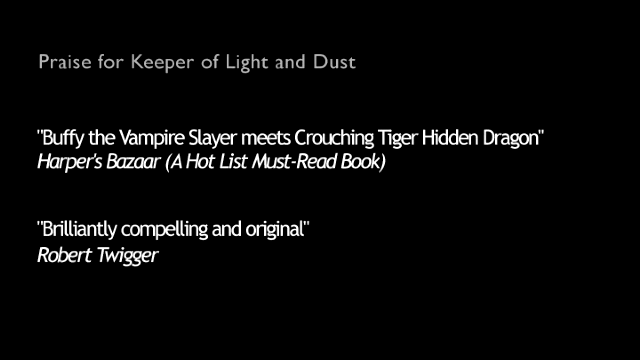 Praise for Keeper of Light and Dust
"Buffy the Vampire Slayer meets Crouching Tiger Hidden Dragon"
Harper's Bazaar (A Hot List Must-Read Book)
"Brilliantly compelling and original"
Robert Twigger